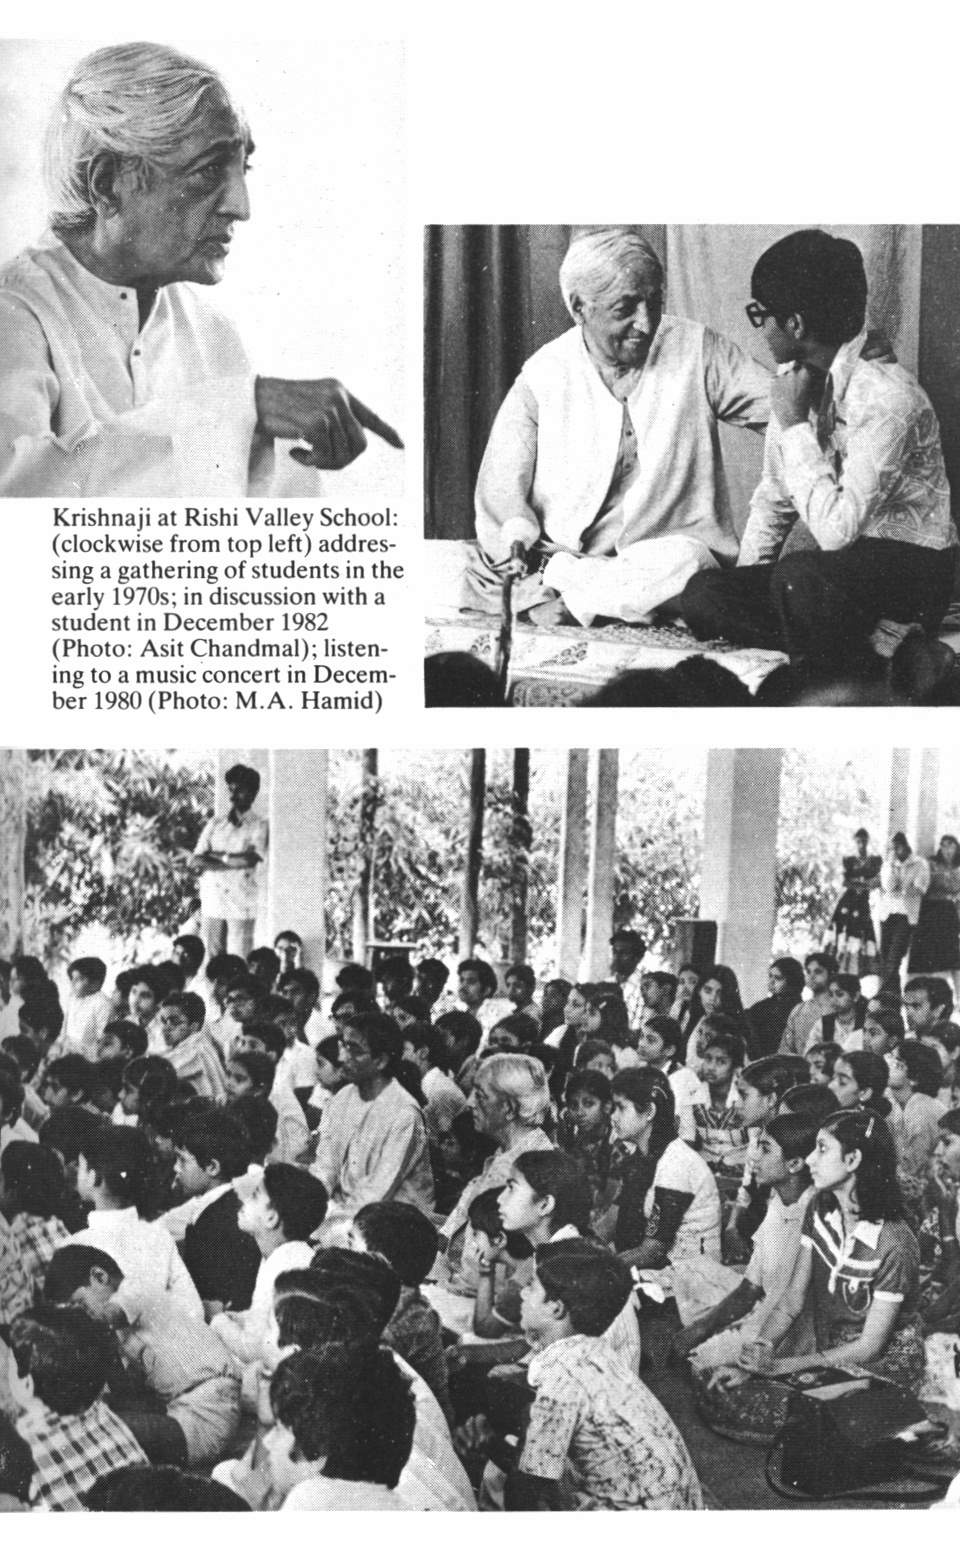 Krishnaji at Rishi Valley School:
(clockwise from top left) addres-
sing a gathering of students in the
early 1970s; in discussion with a
student in December 1982
(Photo: Asit Chandmal); listen-
ing to a music concert in Decem-
ber 1980 (Photo: M.A. Hamid)